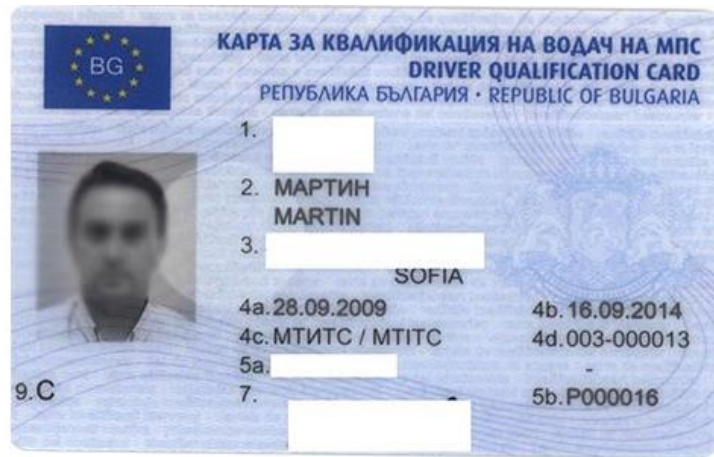 BG
КАРТА ЗА КВАЛИФИКАЦИЯ НА ВОДАЧ НА МПС
DRIVER QUALIFICATION CARD
РЕПУБЛИКА БЪЛГАРИЯ · REPUBLIC OF BULGARIA
1.
2. МАРТИН
MARTIN
3.
SOFIA
4a. 28.09.2009 4b. 16.09.2014
4c. МТИТС / MTITC 4d. 003-000013
5a. -
9. C 7. 5b. P000016